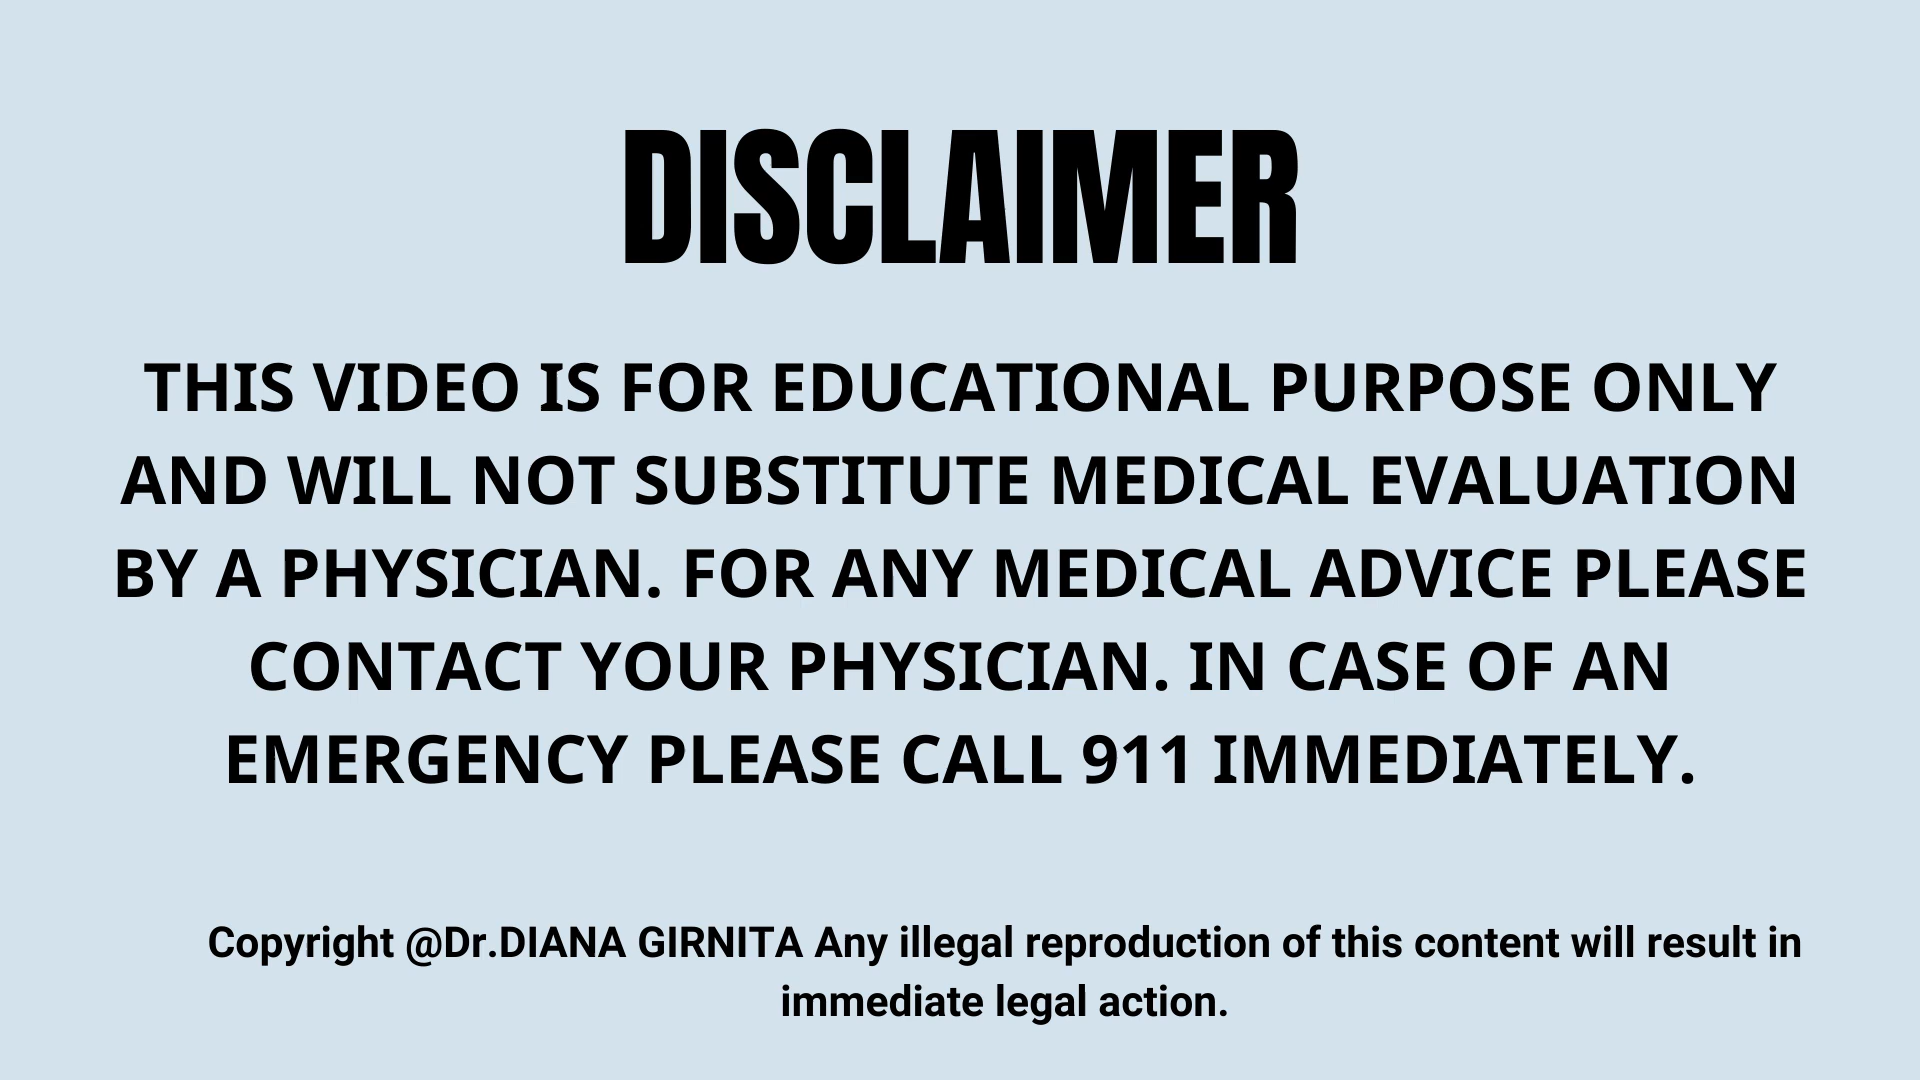 DISCLAIMER
THIS VIDEO IS FOR EDUCATIONAL PURPOSE ONLY
AND WILL NOT SUBSTITUTE MEDICAL EVALUATION
BY A PHYSICIAN. FOR ANY MEDICAL ADVICE PLEASE
CONTACT YOUR PHYSICIAN. IN CASE OF AN
EMERGENCY PLEASE CALL 911 IMMEDIATELY.
Copyright @Dr.DIANA GIRNITA Any illegal reproduction of this content will result in
immediate legal action.